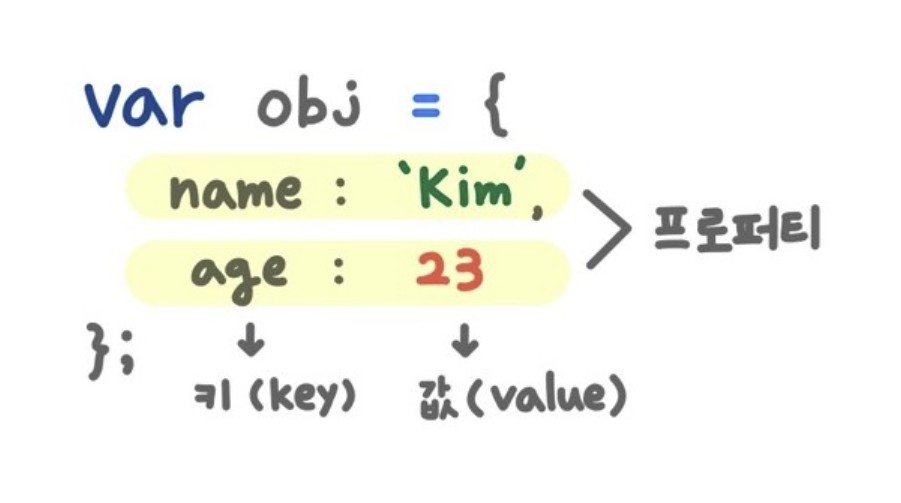 var obj = {
name : 'Kim',
age : 23
프로퍼티
};
키 (key)
값 (value)